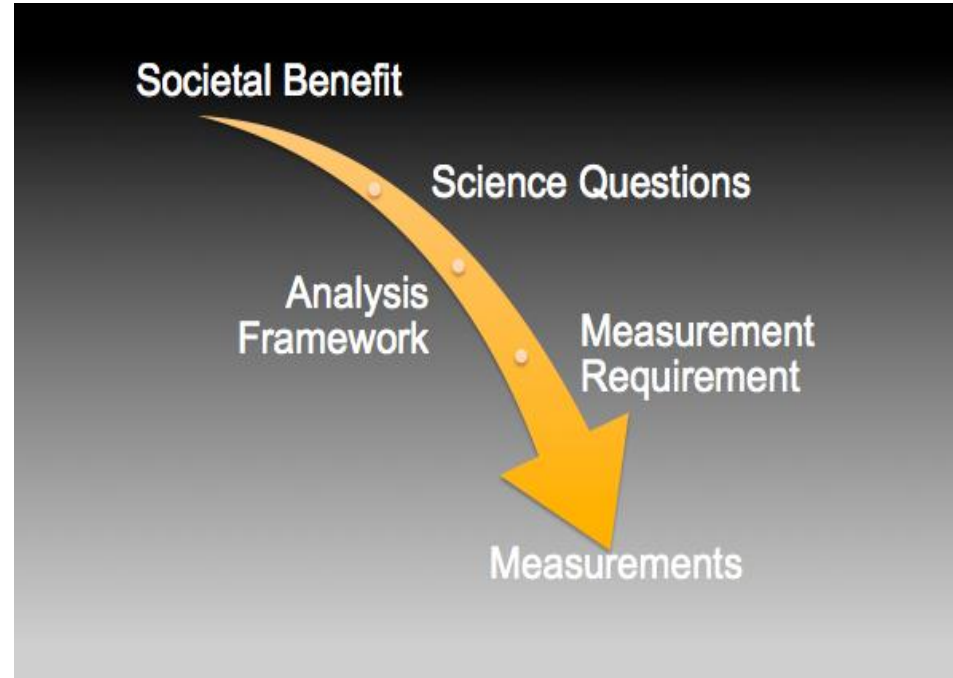 Societal Benefit
Science Questions
Analysis
Framework
Measurement
Requirement
Measurements